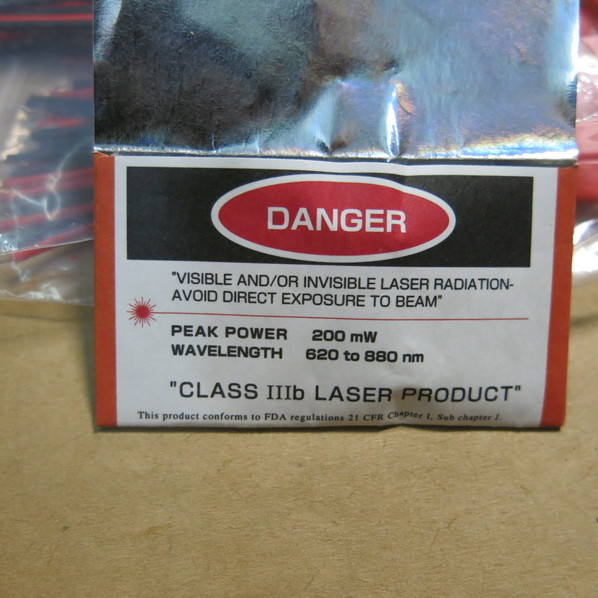 DANGER
"VISIBLE AND/OR INVISIBLE LASER RADIATION-
AVOID DIRECT EXPOSURE TO BEAM"
PEAK POWER 200 mW
WAVELENGTH 620 to 880 nm
"CLASS IIIb LASER PRODUCT"
This product conforms to FDA regulations 21 CFR Chapter I, Sub chapter J.